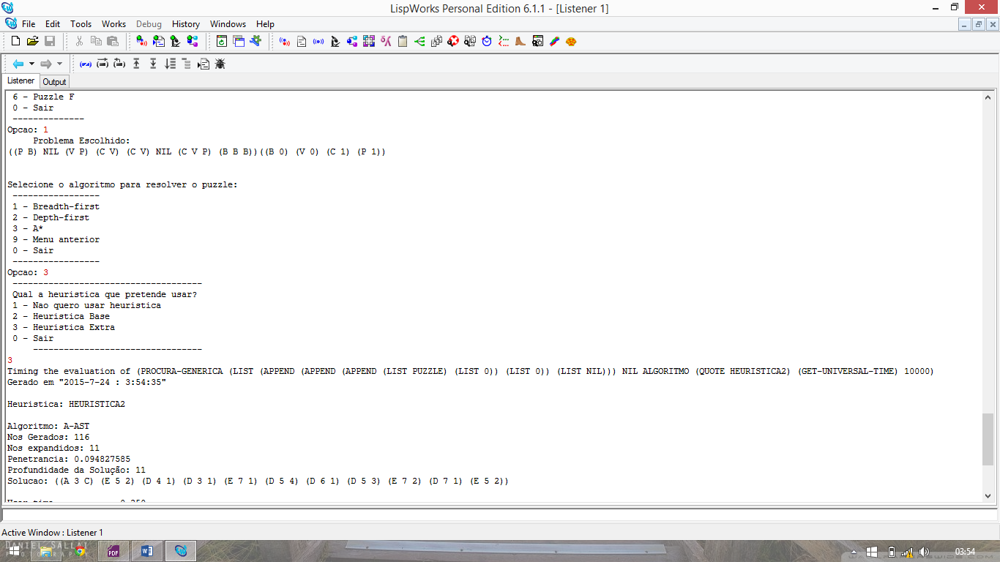 LispWorks Personal Edition 6.1.1 - [Listener 1]
File Edit Tools Works Debug History Windows Help
Listener Output
6 - Puzzle F
0 - Sair
--------------
Opcao: 1
Problema Escolhido:
((P B) NIL (V P) (C V) (C V) NIL (C V P) (B B B))((B 0) (V 0) (C 1) (P 1))
Selecione o algoritmo para resolver o puzzle:
-----------------
1 - Breadth-first
2 - Depth-first
3 - A*
9 - Menu anterior
0 - Sair
-----------------
Opcao: 3
-------------------------------------
Qual a heuristica que pretende usar?
1 - Nao quero usar heuristica
2 - Heuristica Base
3 - Heuristica Extra
0 - Sair
---------------------------------
3
Timing the evaluation of (PROCURA-GENERICA (LIST (APPEND (APPEND (APPEND (LIST PUZZLE) (LIST 0)) (LIST 0)) (LIST NIL))) NIL ALGORITMO (QUOTE HEURISTICA2) (GET-UNIVERSAL-TIME) 10000)
Gerado em "2015-7-24 : 3:54:35"
Heuristica: HEURISTICA2
Algoritmo: A-AST
Nos Gerados: 116
Nos expandidos: 11
Penetrancia: 0.094827585
Profundidade da Solução: 11
Solucao: ((A 3 C) (E 5 2) (D 4 1) (D 3 1) (E 7 1) (D 5 4) (D 6 1) (D 5 3) (E 7 2) (D 7 1) (E 5 2))
Active Window : Listener 1
DANIEL SALLAI
PDF
03:54